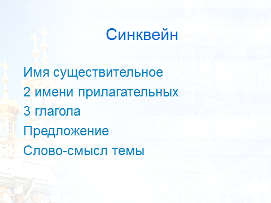 Синквейн
Имя существительное
2 имени прилагательных
3 глагола
Предложение
Слово-смысл темы